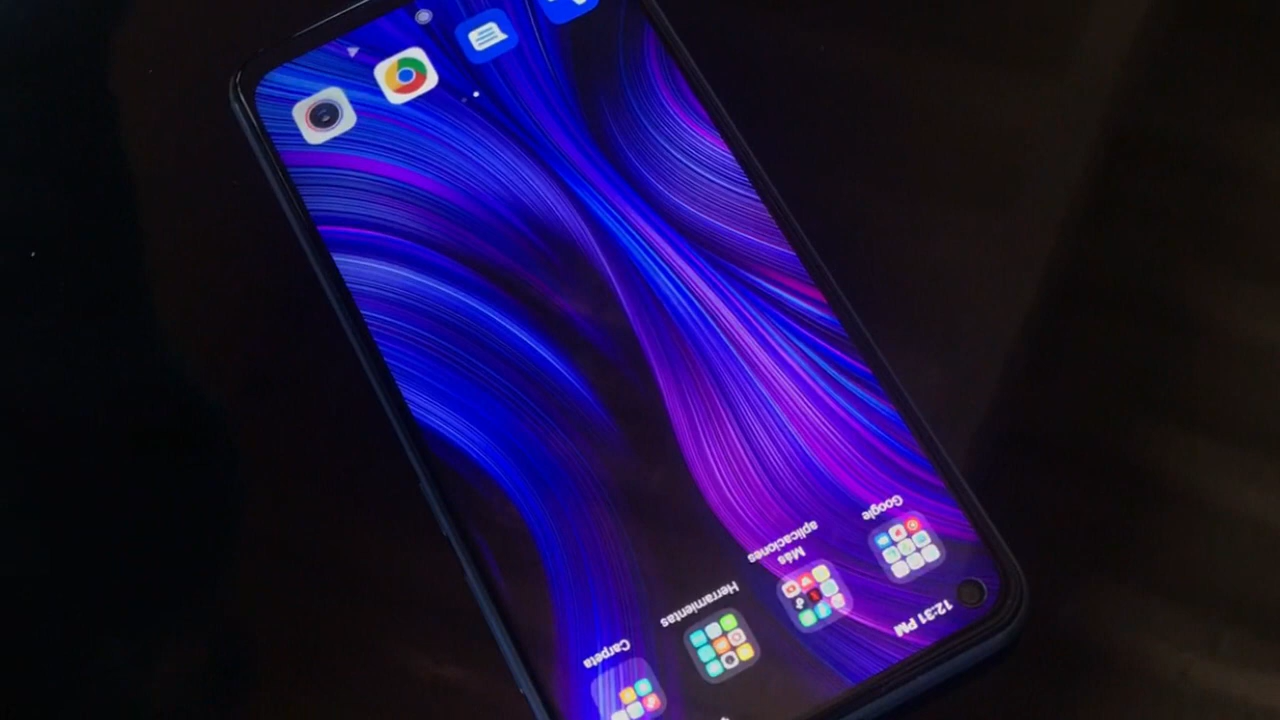 12:31 PM
Google
Más
aplicaciones
Herramientas
Carpeta